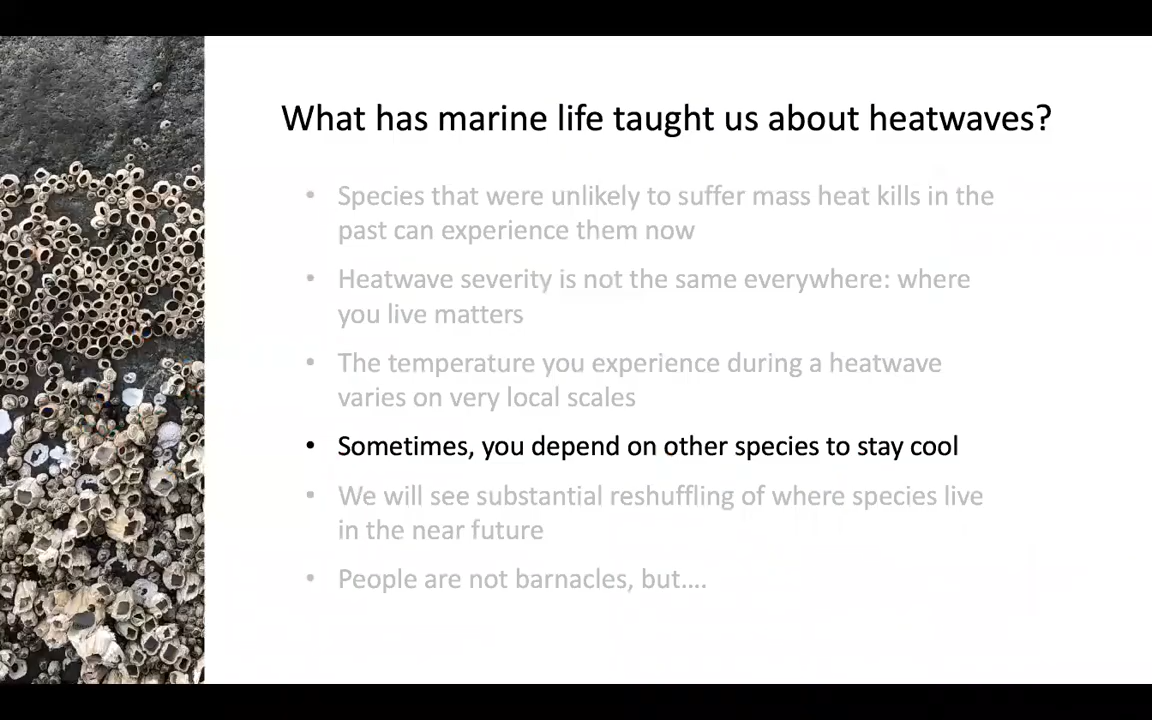 What has marine life taught us about heatwaves?
• Species that were unlikely to suffer mass heat kills in the
past can experience them now
• Heatwave severity is not the same everywhere: where
you live matters
• The temperature you experience during a heatwave
varies on very local scales
• Sometimes, you depend on other species to stay cool
• We will see substantial reshuffling of where species live
in the near future
• People are not barnacles, but....